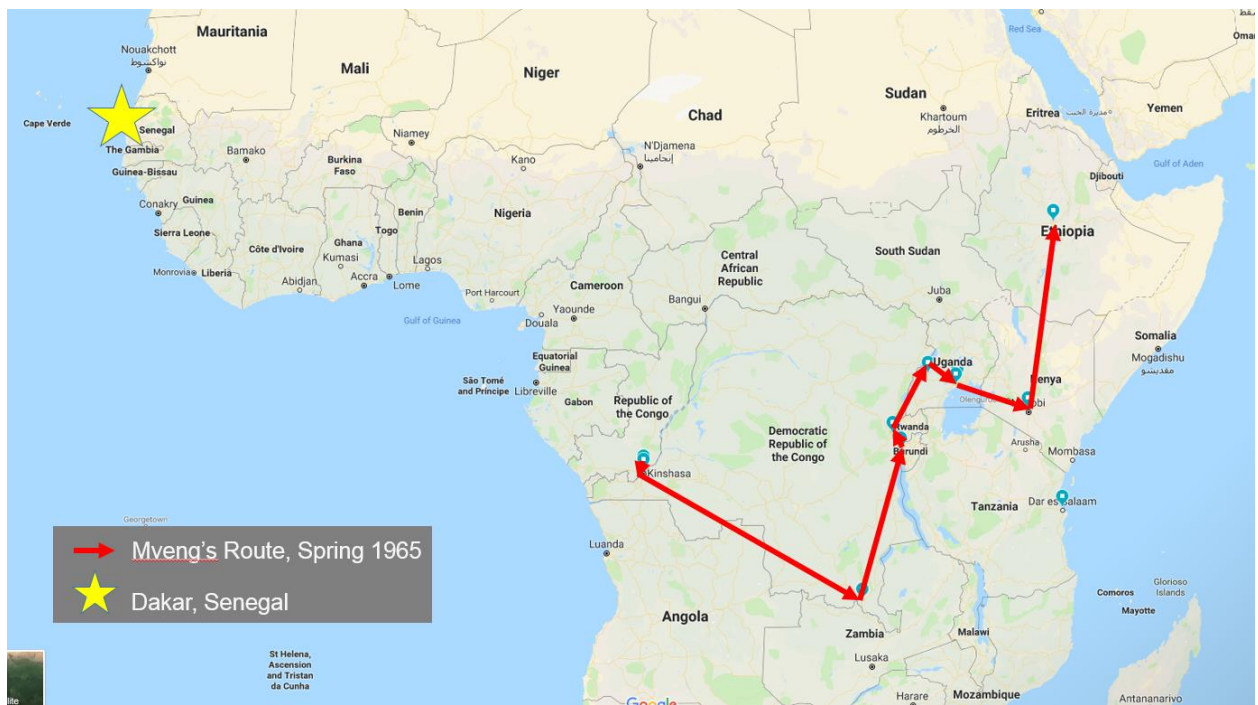 Mauritania
Nouakchott
نواكشوط
Mali
Niger
Chad
Sudan
Khartoum
الخرطوم
Red Sea
Oman
Eritrea
مديرية الحزم
Yemen
Cape Verde
Senegal
The Gambia
Guinea-Bissau
Bamako
Niamey
Burkina
Faso
Kano
N'Djamena
إنجامينا
Gulf of Aden
Djibouti
Conakry
Guinea
Sierra Leone
Côte d'Ivoire
Ghana
Kumasi
Togo
Benin
Nigeria
Ethiopia
Monrovia
Liberia
Abidjan
Accra
Lome
Lagos
Port Harcourt
Cameroon
Central
African
Republic
South Sudan
Juba
Bangui
Yaounde
Douala
Gulf of Guinea
Somalia
Mogadishu
مقديشو
Equatorial
Guinea
São Tomé
and Príncipe
Libreville
Gabon
Republic of
the Congo
Uganda
Kenya
Democratic
Republic of
the Congo
Rwanda
Burundi
Arusha
Mombasa
Kinshasa
Tanzania
Dar es Salaam
Georgetown
Luanda
Mveng's Route, Spring 1965
Dakar, Senegal
Angola
Zambia
Malawi
Comoros
Glorioso
Islands
Mayotte
St Helena,
Ascension
and Tristan
da Cunha
Lusaka
Harare
Mozambique
Antananarivo
Google